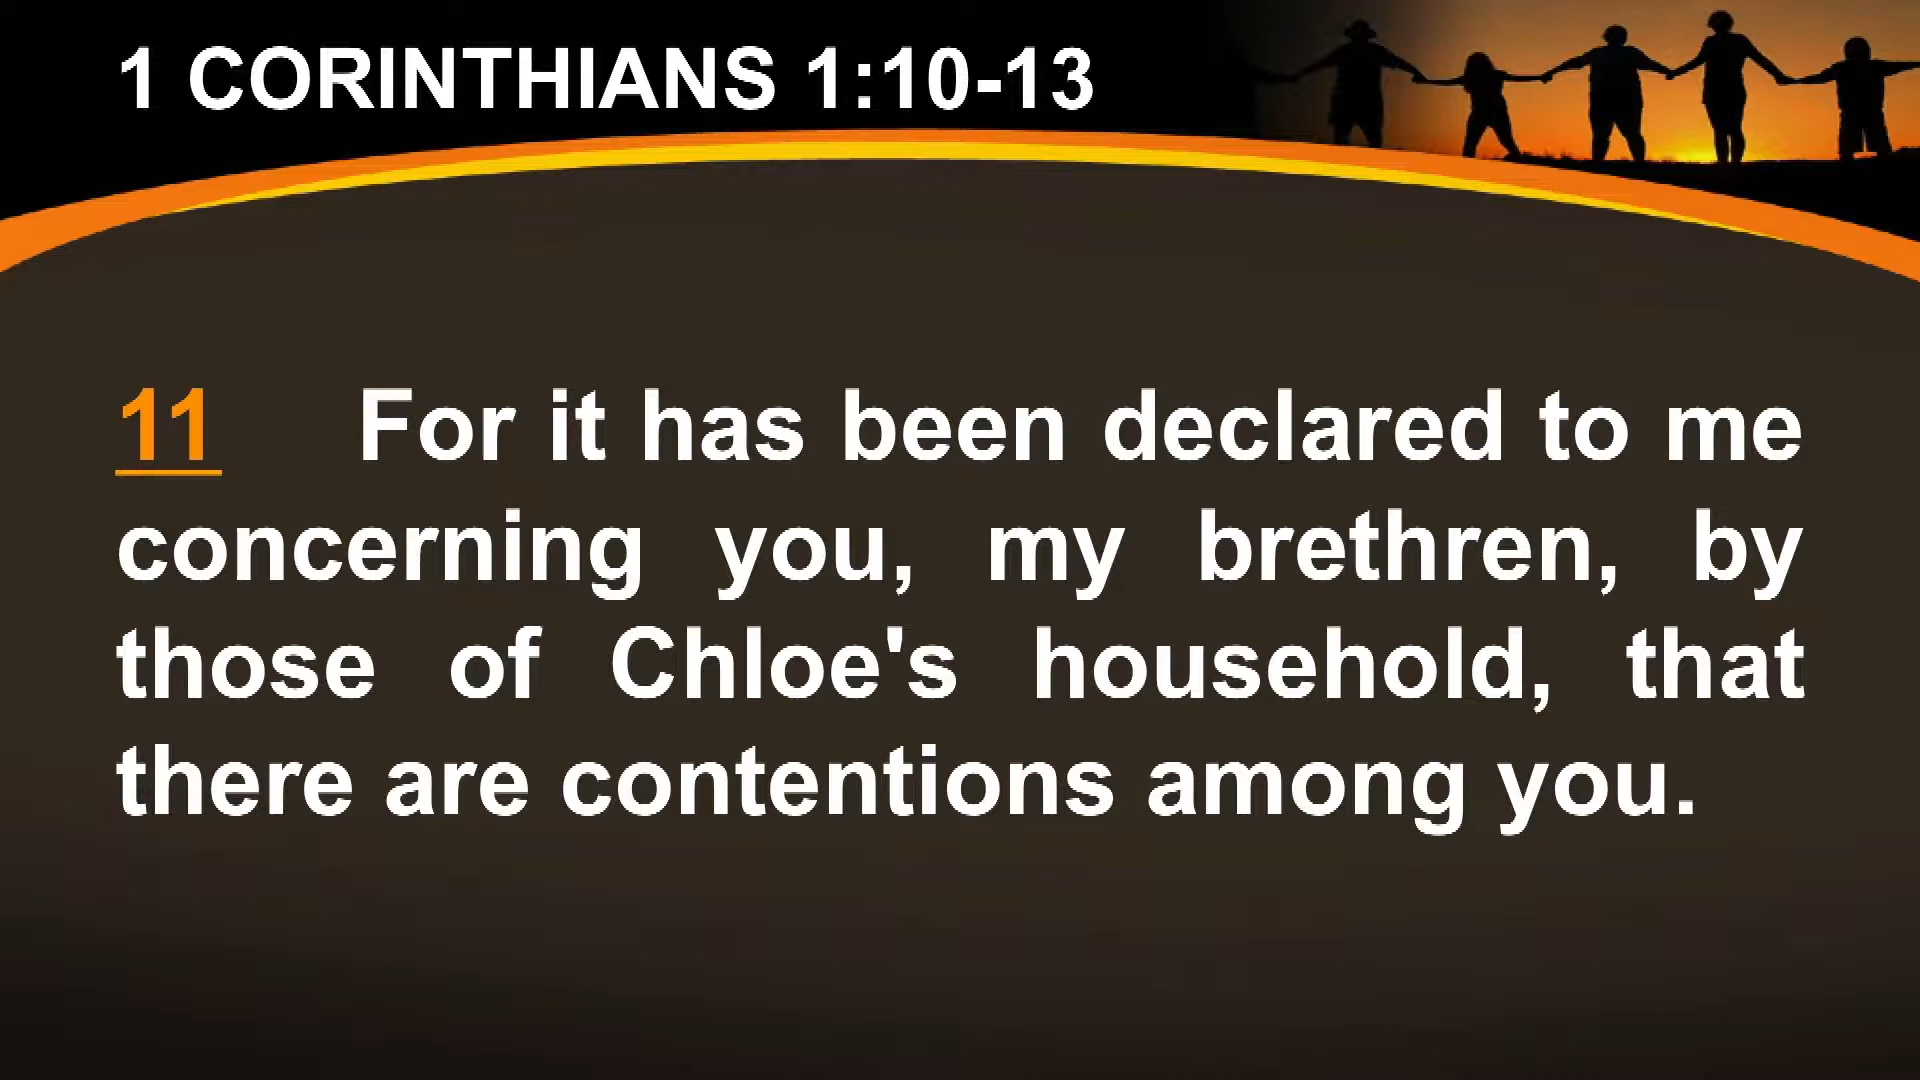 1 CORINTHIANS 1:10-13
11 For it has been declared to me
concerning you, my brethren, by
those of Chloe's household, that
there are contentions among you.